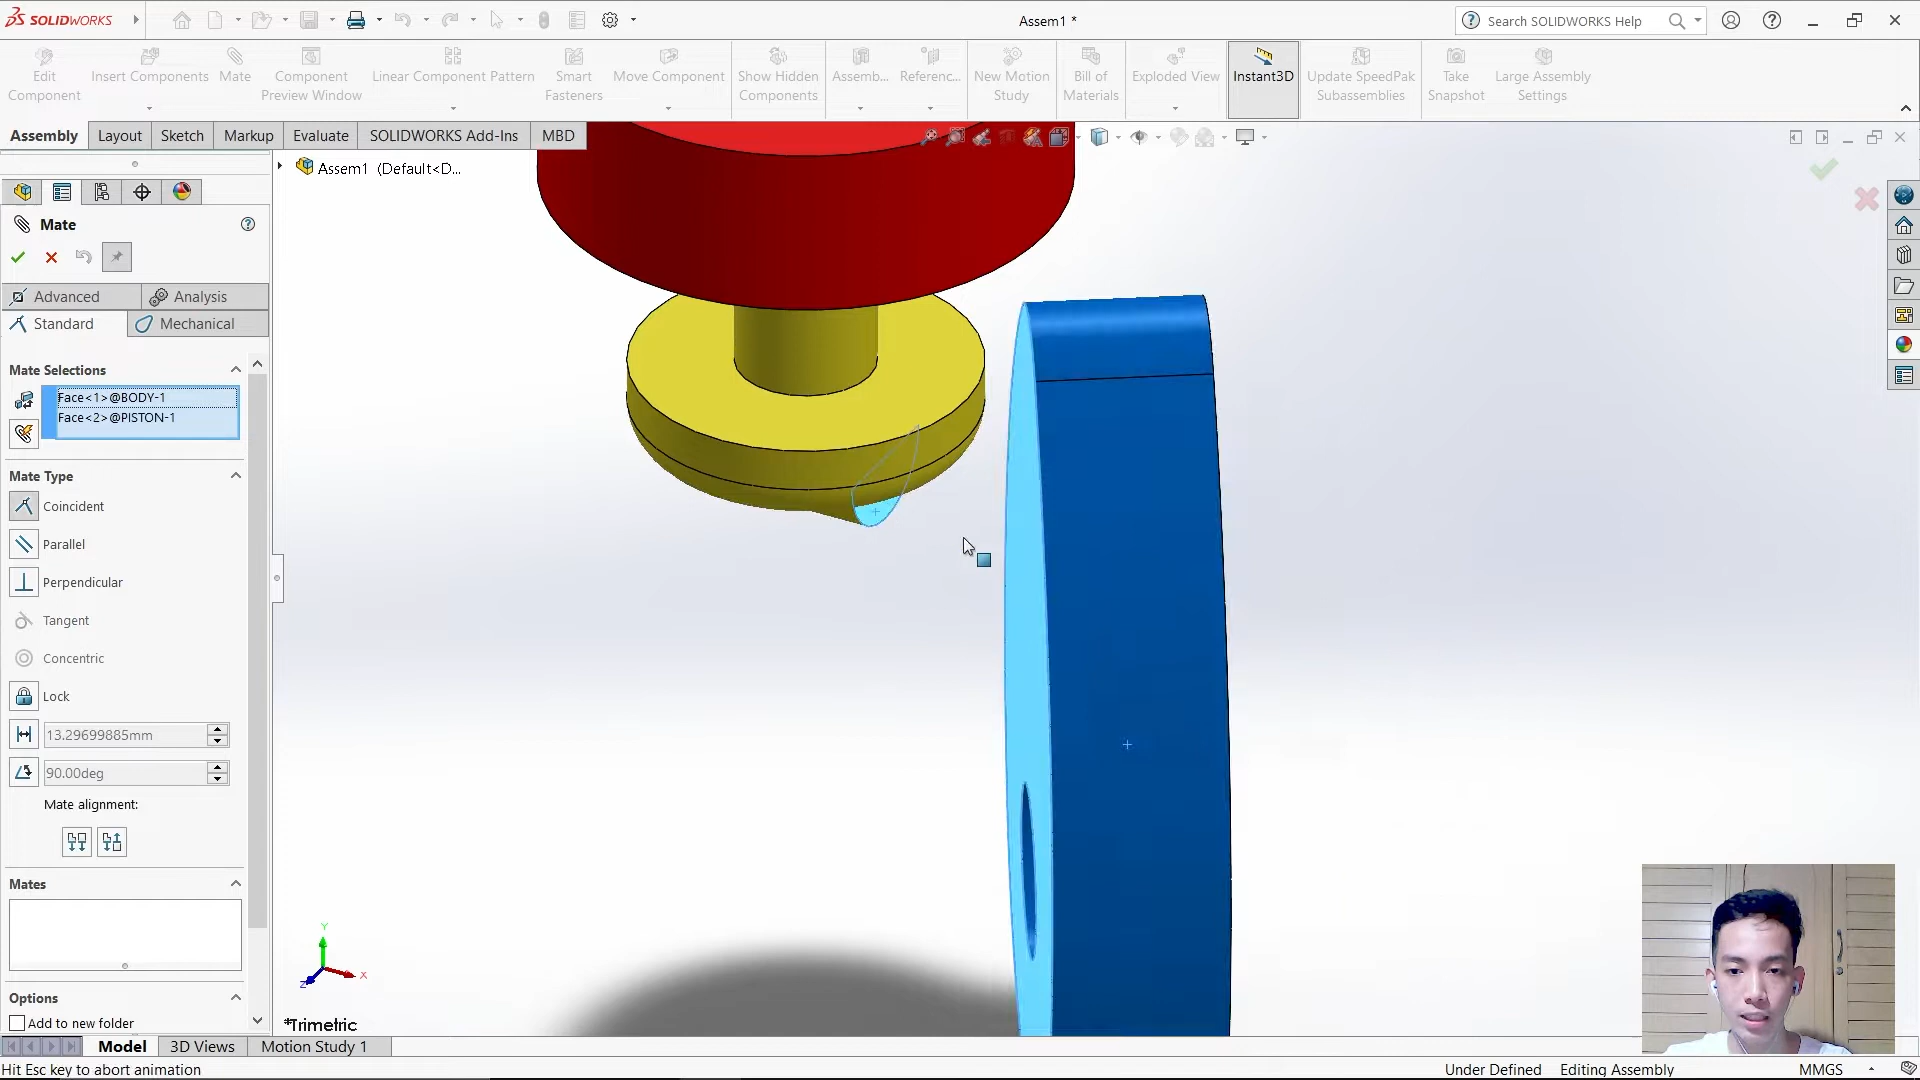 SOLIDWORKS
Assem1 *
Search SOLIDWORKS Help
Edit Component
Insert Components
Mate
Component Preview Window
Linear Component Pattern
Smart Fasteners
Move Component
Show Hidden Components
Assemb...
Referenc...
New Motion Study
Bill of Materials
Exploded View
Instant3D
Update SpeedPak Subassemblies
Take Snapshot
Large Assembly Settings
Assembly
Layout
Sketch
Markup
Evaluate
SOLIDWORKS Add-Ins
MBD
Assem1 (Default<D...
Mate
Advanced
Analysis
Standard
Mechanical
Mate Selections
Face<1>@BODY-1
Face<2>@PISTON-1
Mate Type
Coincident
Parallel
Perpendicular
Tangent
Concentric
Lock
13.29699885mm
90.00deg
Mate alignment:
Mates
Options
Add to new folder
Y
X
Z
*Trimetric
Model
3D Views
Motion Study 1
Hit Esc key to abort animation
Under Defined
Editing Assembly
MMGS